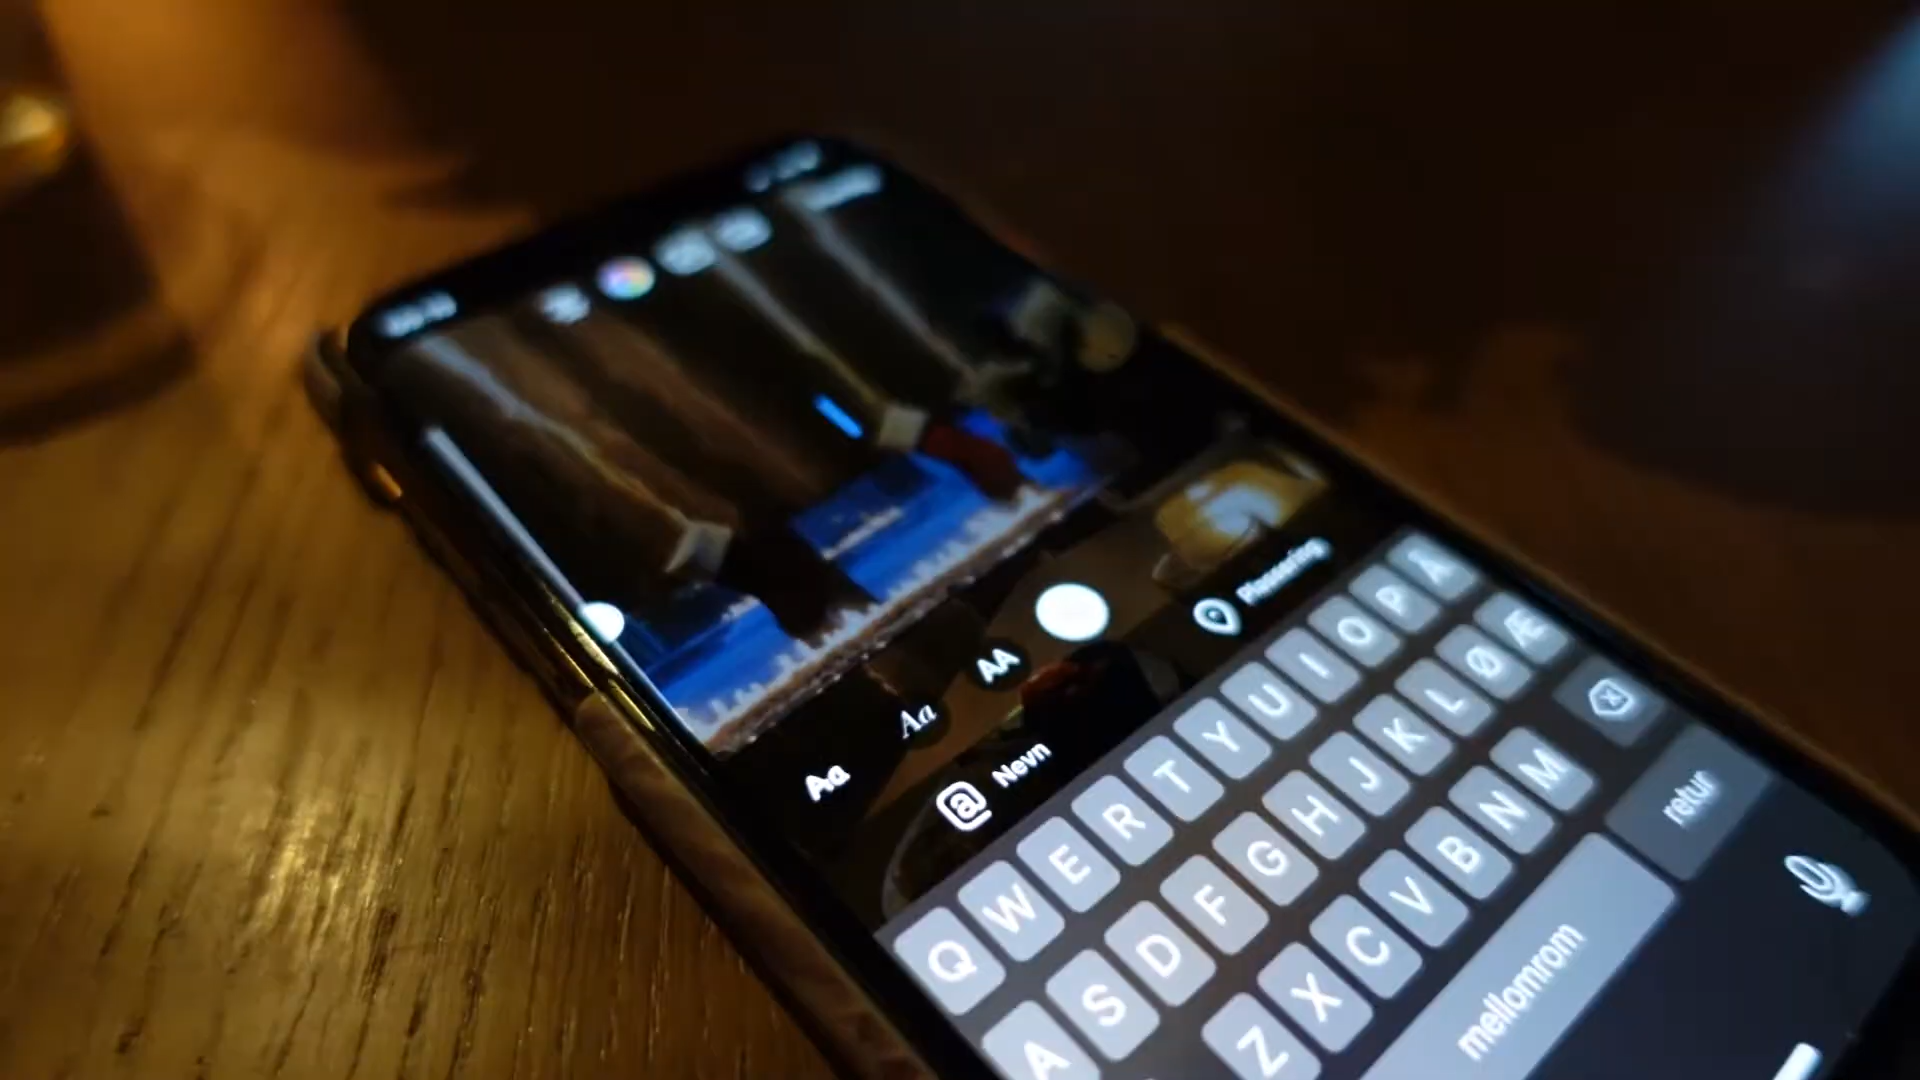 Aa Aa AA
@ Nevn Plassering
Q W E R T Y U I O P Å
A S D F G H J K L Ø Æ
Z X C V B N M
mellomrom retur